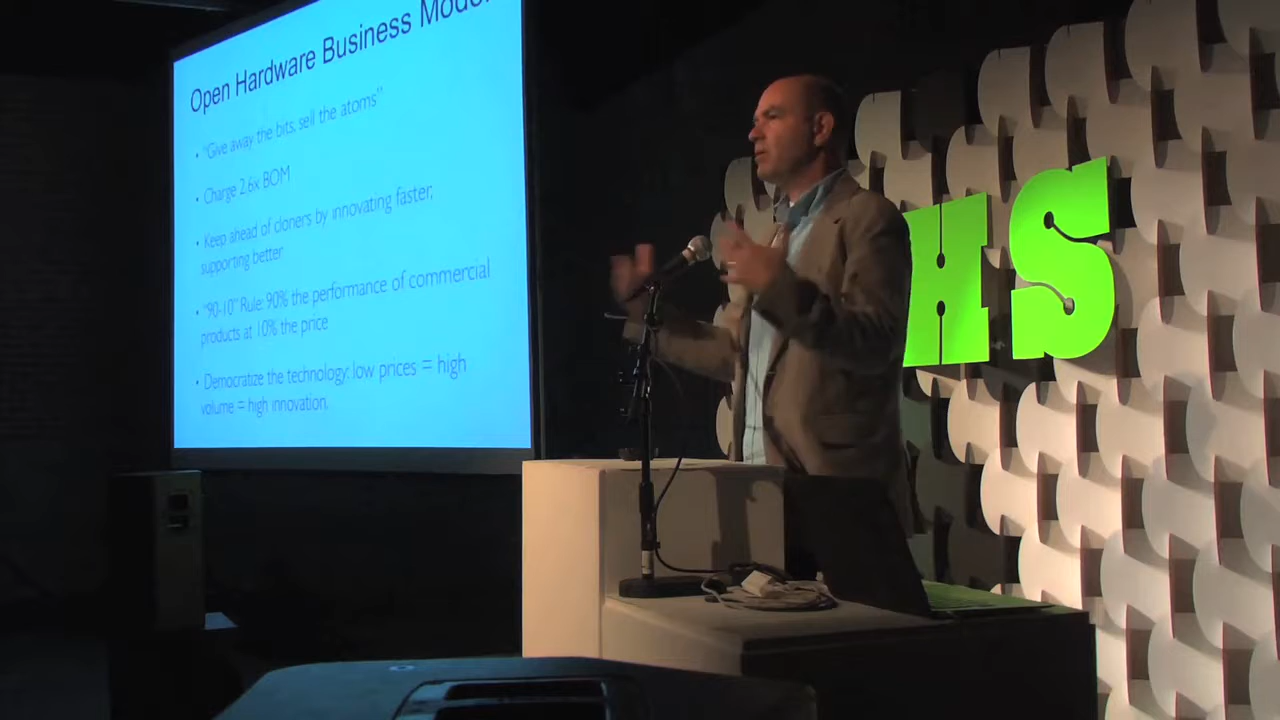 Open Hardware Business Model
• "Give away the bits, sell the atoms"
• Charge 2.6x BOM
• Keep ahead of cloners by innovating faster,
supporting better
• "90-10" Rule: 90% the performance of commercial
products at 10% the price
• Democratize the technology: low prices = high
volume = high innovation.
HS